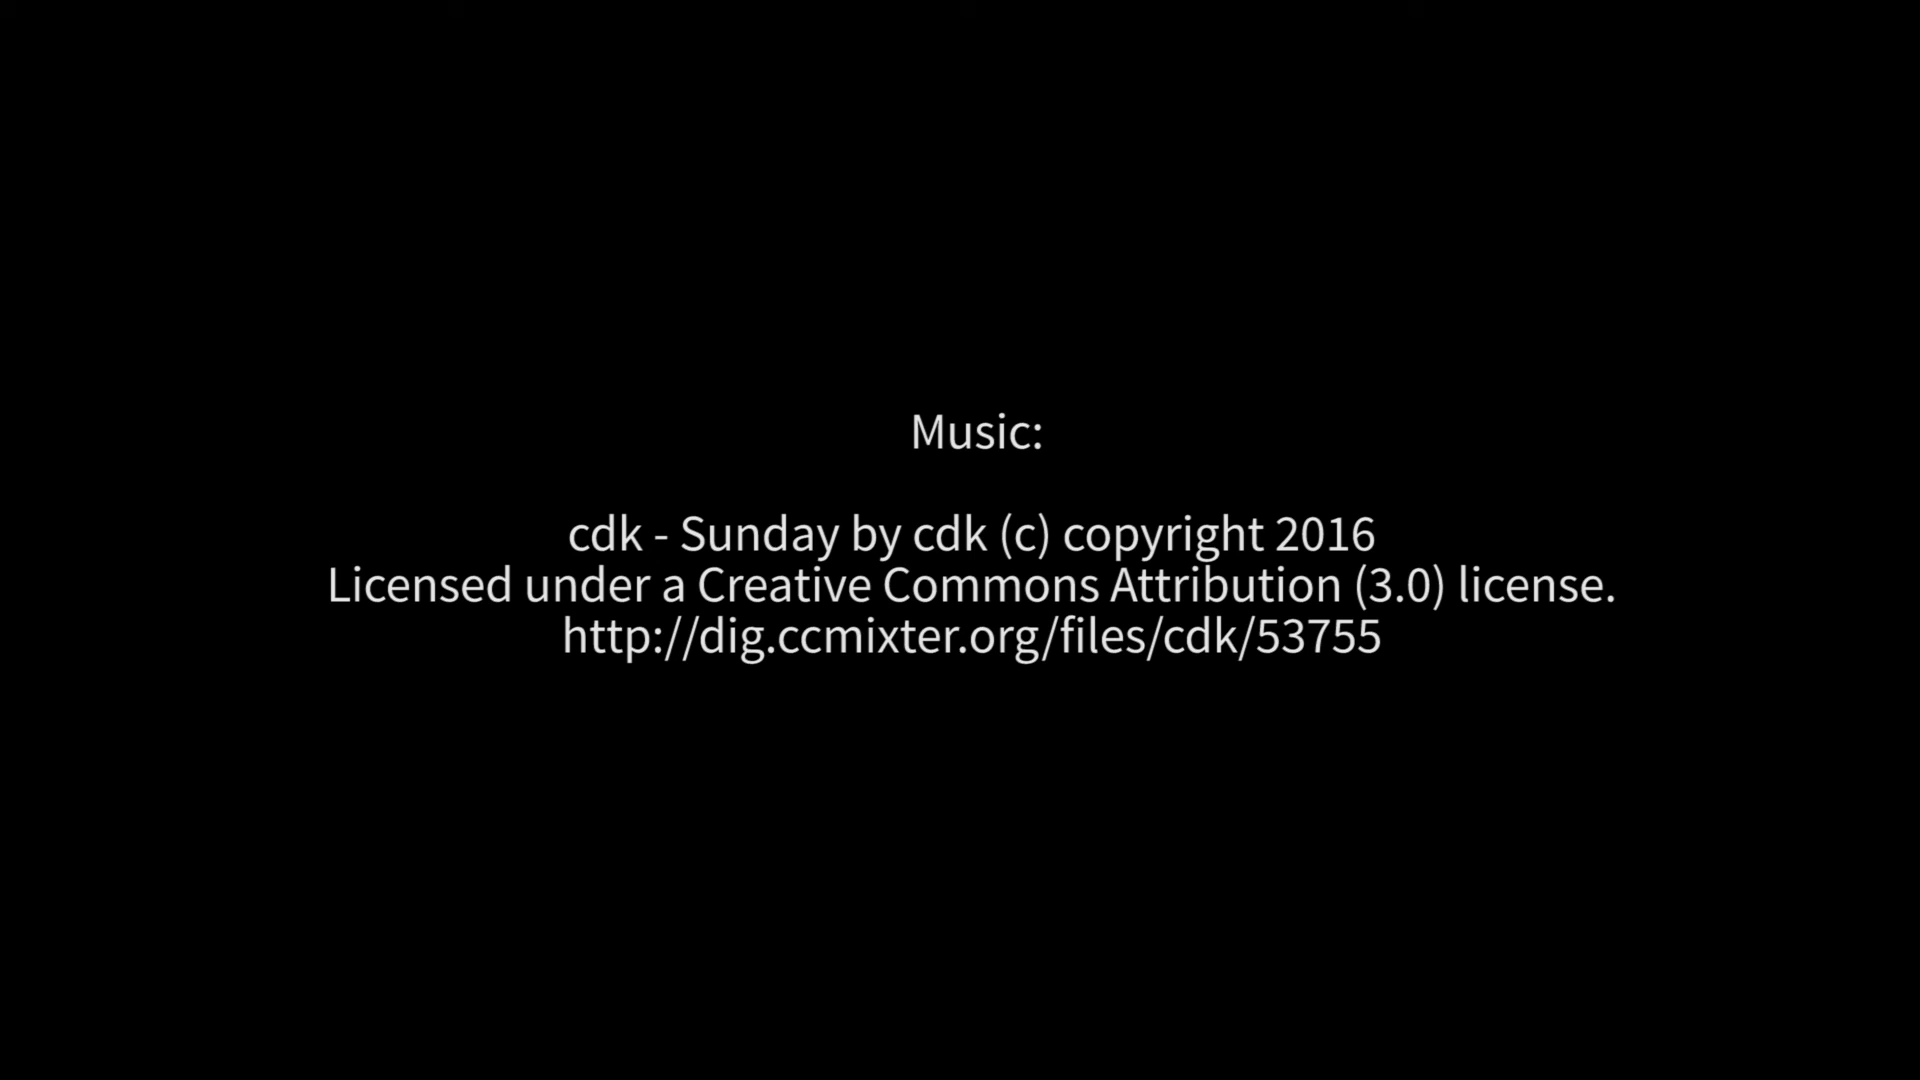 Music:
cdk - Sunday by cdk (c) copyright 2016
Licensed under a Creative Commons Attribution (3.0) license.
http://dig.ccmixter.org/files/cdk/53755